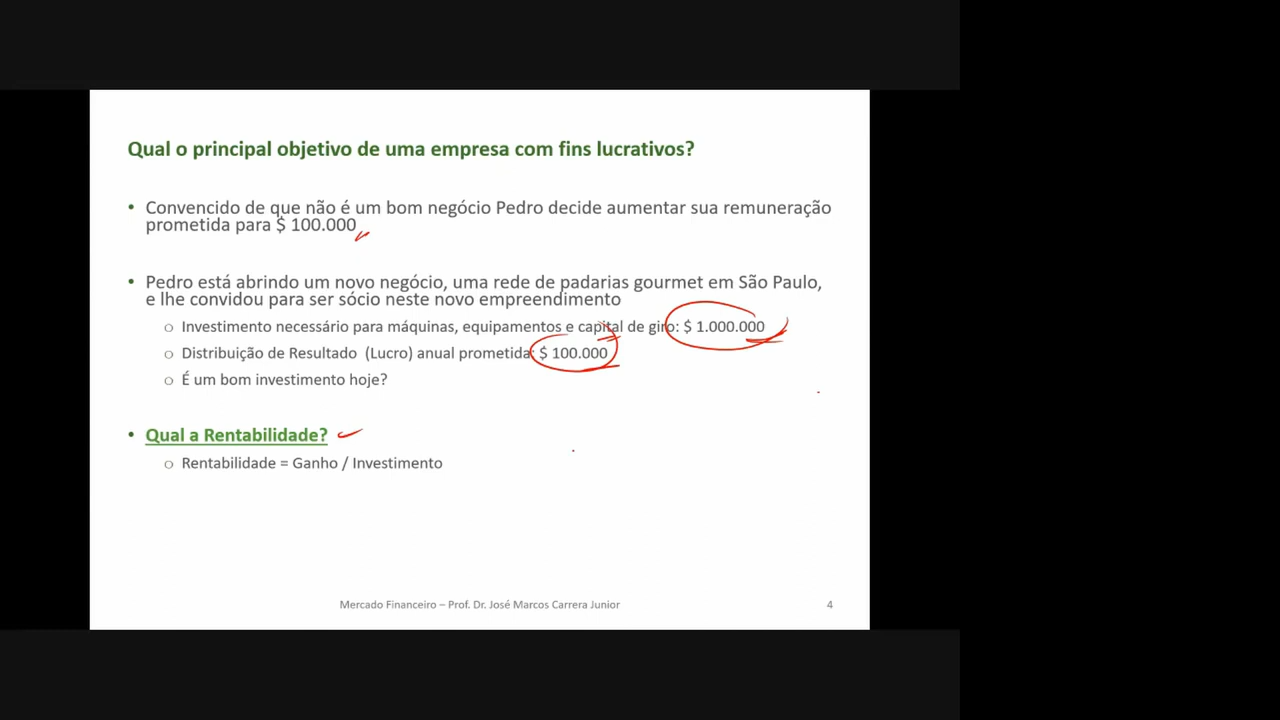 Qual o principal objetivo de uma empresa com fins lucrativos?
• Convencido de que não é um bom negócio Pedro decide aumentar sua remuneração
prometida para $ 100.000
• Pedro está abrindo um novo negócio, uma rede de padarias gourmet em São Paulo,
e lhe convidou para ser sócio neste novo empreendimento
o Investimento necessário para máquinas, equipamentos e capital de giro: $ 1.000.000
o Distribuição de Resultado (Lucro) anual prometida: $ 100.000
o É um bom investimento hoje?
• Qual a Rentabilidade?
o Rentabilidade = Ganho / Investimento
Mercado Financeiro – Prof. Dr. José Marcos Carrera Junior 4